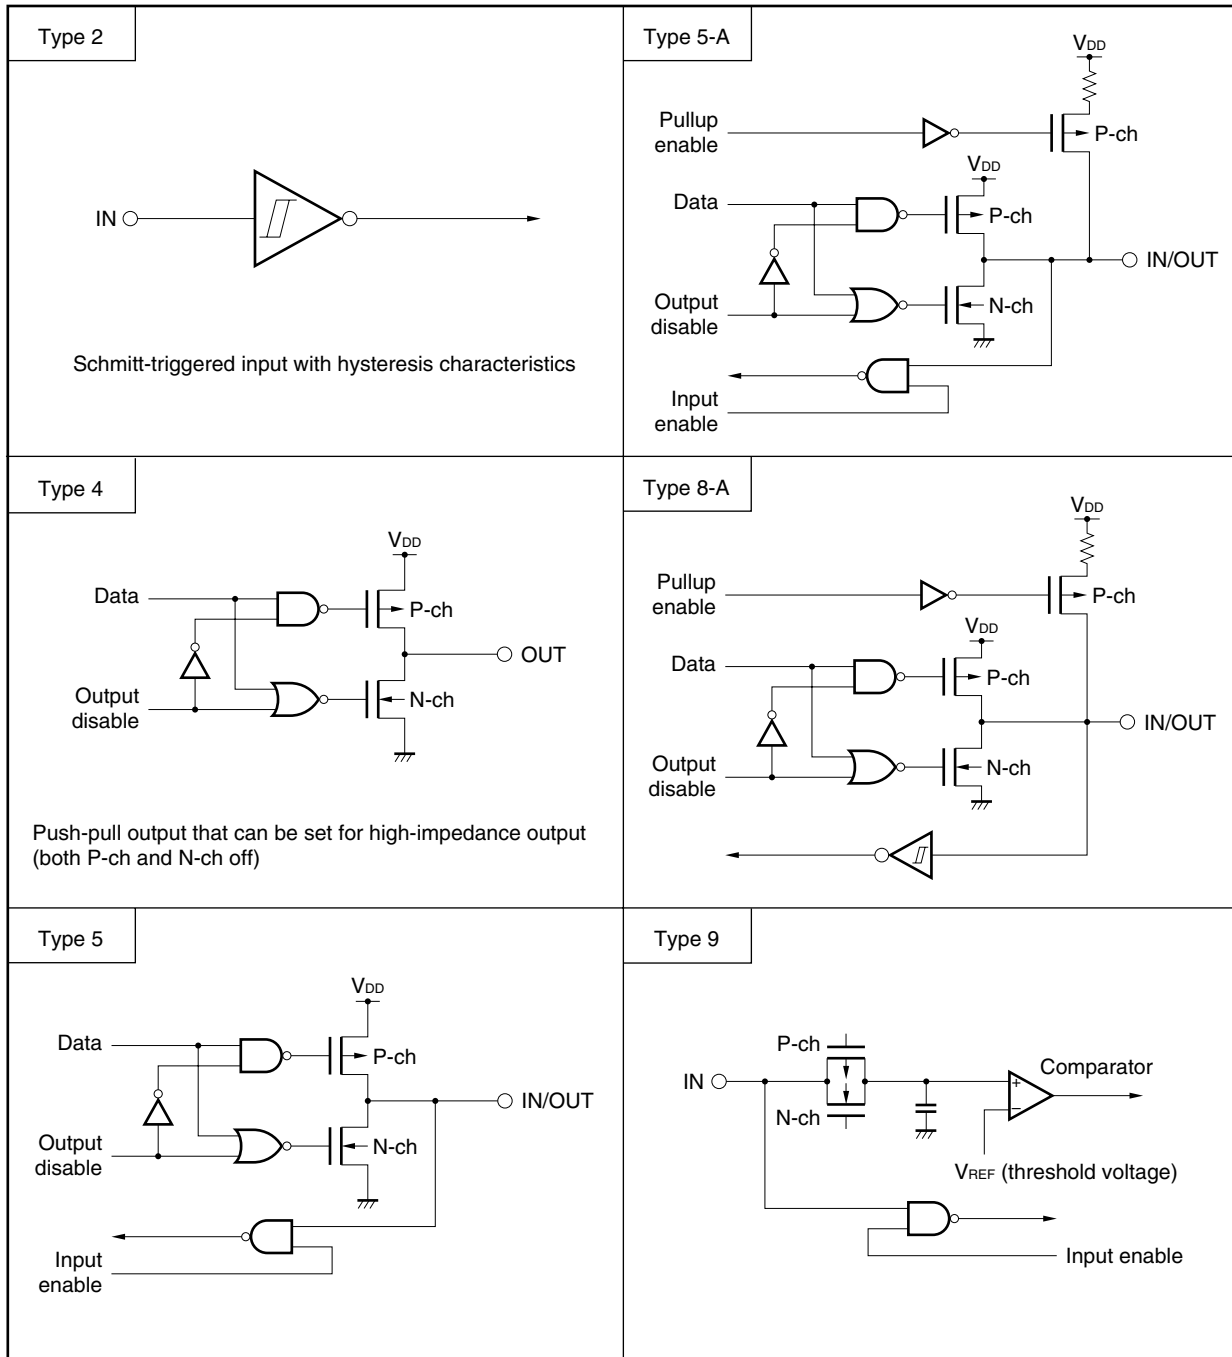 Type 2
IN
Schmitt-triggered input with hysteresis characteristics
Type 5-A
VDD
Pullup
enable
P-ch
VDD
Data
P-ch
IN/OUT
Output
disable
N-ch
Input
enable
Type 4
VDD
Data
P-ch
OUT
Output
disable
N-ch
Push-pull output that can be set for high-impedance output
(both P-ch and N-ch off)
Type 8-A
VDD
Pullup
enable
P-ch
VDD
Data
P-ch
IN/OUT
Output
disable
N-ch
Type 5
VDD
Data
P-ch
IN/OUT
Output
disable
N-ch
Input
enable
Type 9
P-ch
IN
N-ch
Comparator
+
−
VREF (threshold voltage)
Input enable